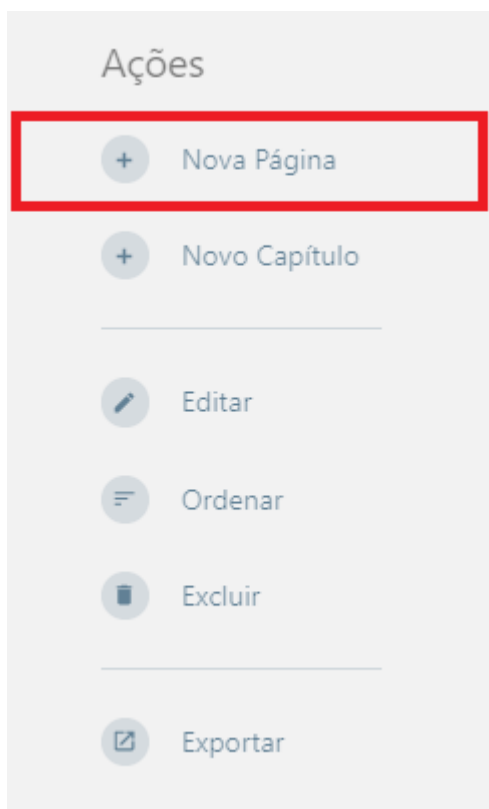 Ações
Nova Página
Novo Capítulo
Editar
Ordenar
Excluir
Exportar